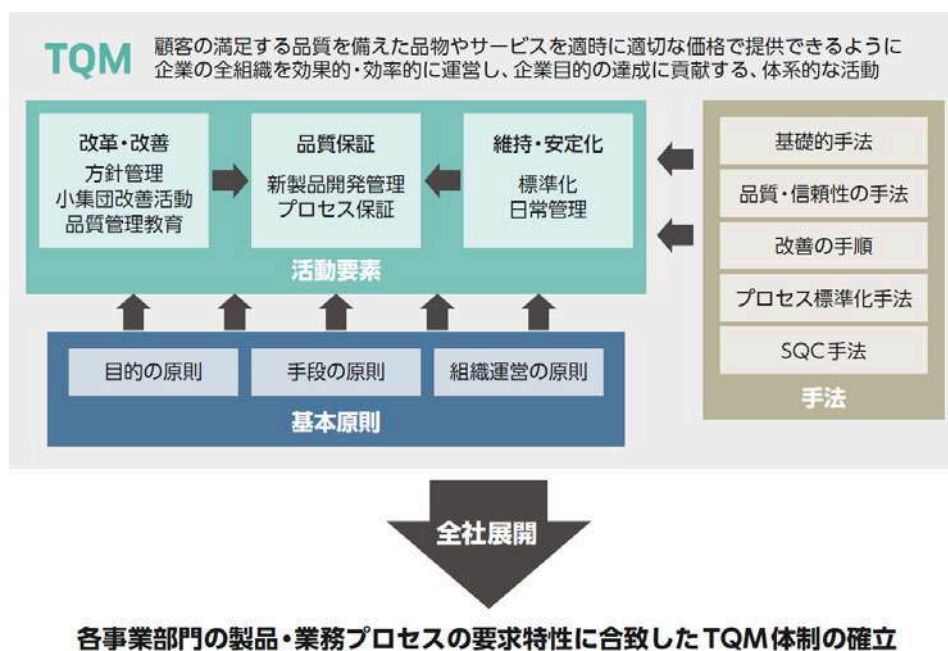 TQM
顧客の満足する品質を備えた品物やサービスを適時に適切な価格で提供できるように
企業の全組織を効果的・効率的に運営し、企業目的の達成に貢献する、体系的な活動
改革・改善
方針管理
小集団改善活動
品質管理教育
品質保証
新製品開発管理
プロセス保証
維持・安定化
標準化
日常管理
活動要素
基礎的手法
品質・信頼性の手法
改善の手順
プロセス標準化手法
SQC手法
手法
目的の原則
手段の原則
組織運営の原則
基本原則
全社展開
各事業部門の製品・業務プロセスの要求特性に合致したTQM体制の確立